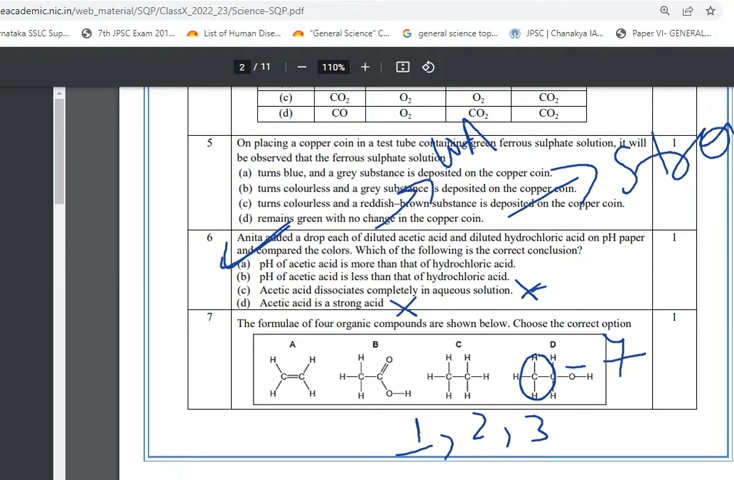 eacademic.nic.in/web_material/SQP/ClassX_2022_23/Science-SQP.pdf
rnataka SSLC Sup... 7th JPSC Exam 201... List of Human Dise... "General Science" C... general science top... JPSC | Chanakya IA... Paper VI- GENERAL...
2 / 11 — 110% +
(c) CO₂ O₂ O₂ CO₂
(d) CO O₂ CO₂ CO₂
5 On placing a copper coin in a test tube containing green ferrous sulphate solution, it will 1
be observed that the ferrous sulphate solution
(a) turns blue, and a grey substance is deposited on the copper coin.
(b) turns colourless and a grey substance is deposited on the copper coin.
(c) turns colourless and a reddish–brown substance is deposited on the copper coin.
(d) remains green with no change in the copper coin.
6 Anita added a drop each of diluted acetic acid and diluted hydrochloric acid on pH paper 1
and compared the colors. Which of the following is the correct conclusion?
(a) pH of acetic acid is more than that of hydrochloric acid.
(b) pH of acetic acid is less than that of hydrochloric acid.
(c) Acetic acid dissociates completely in aqueous solution.
(d) Acetic acid is a strong acid
7 The formulae of four organic compounds are shown below. Choose the correct option 1
A B C D
H H H O H H H H
C=C H—C—C H—C—C—H H—C—C—O—H – 7
H H H O—H H H H H
1, 2, 3